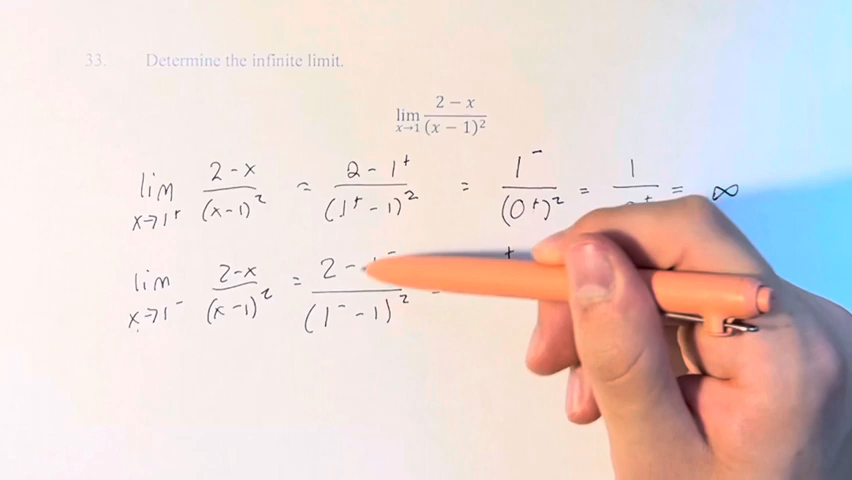 33. Determine the infinite limit.
lim x→1 (2 − x)/(x − 1)²
lim x→1⁺ (2-x)/(x-1)² = (2-1⁺)/(1⁺-1)² = 1⁻/(0⁺)² = 1/ = ∞
lim x→1⁻ (2-x)/(x-1)² = (2-)/(1⁻-1)²